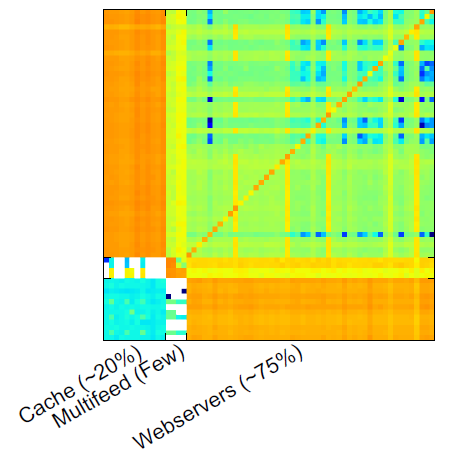 Cache (~20%)
Multifeed (Few)
Webservers (~75%)